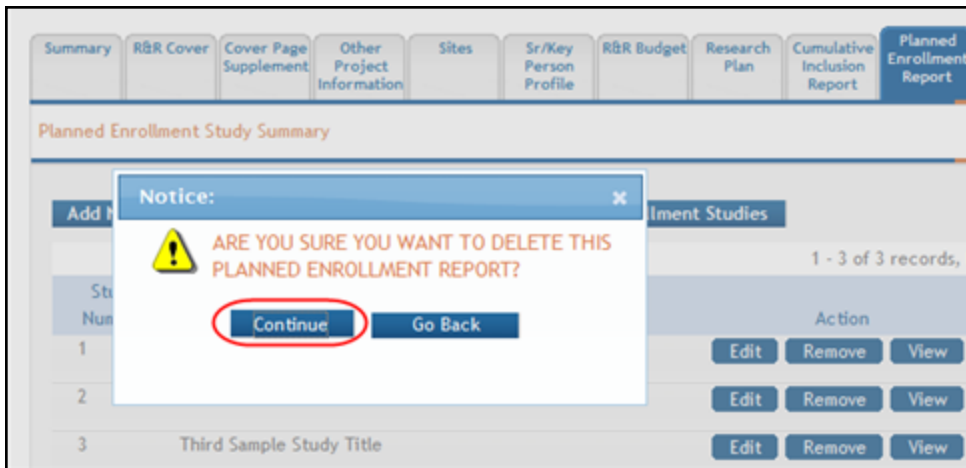 Summary R&R Cover Cover Page Supplement Other Project Information Sites Sr/Key Person Profile R&R Budget Research Plan Cumulative Inclusion Report Planned Enrollment Report
Planned Enrollment Study Summary
Notice: x
Add Studies
ARE YOU SURE YOU WANT TO DELETE THIS
PLANNED ENROLLMENT REPORT?
1 - 3 of 3 records,
Continue Go Back
Action
1 Edit Remove View
2 Edit Remove View
3 Third Sample Study Title Edit Remove View